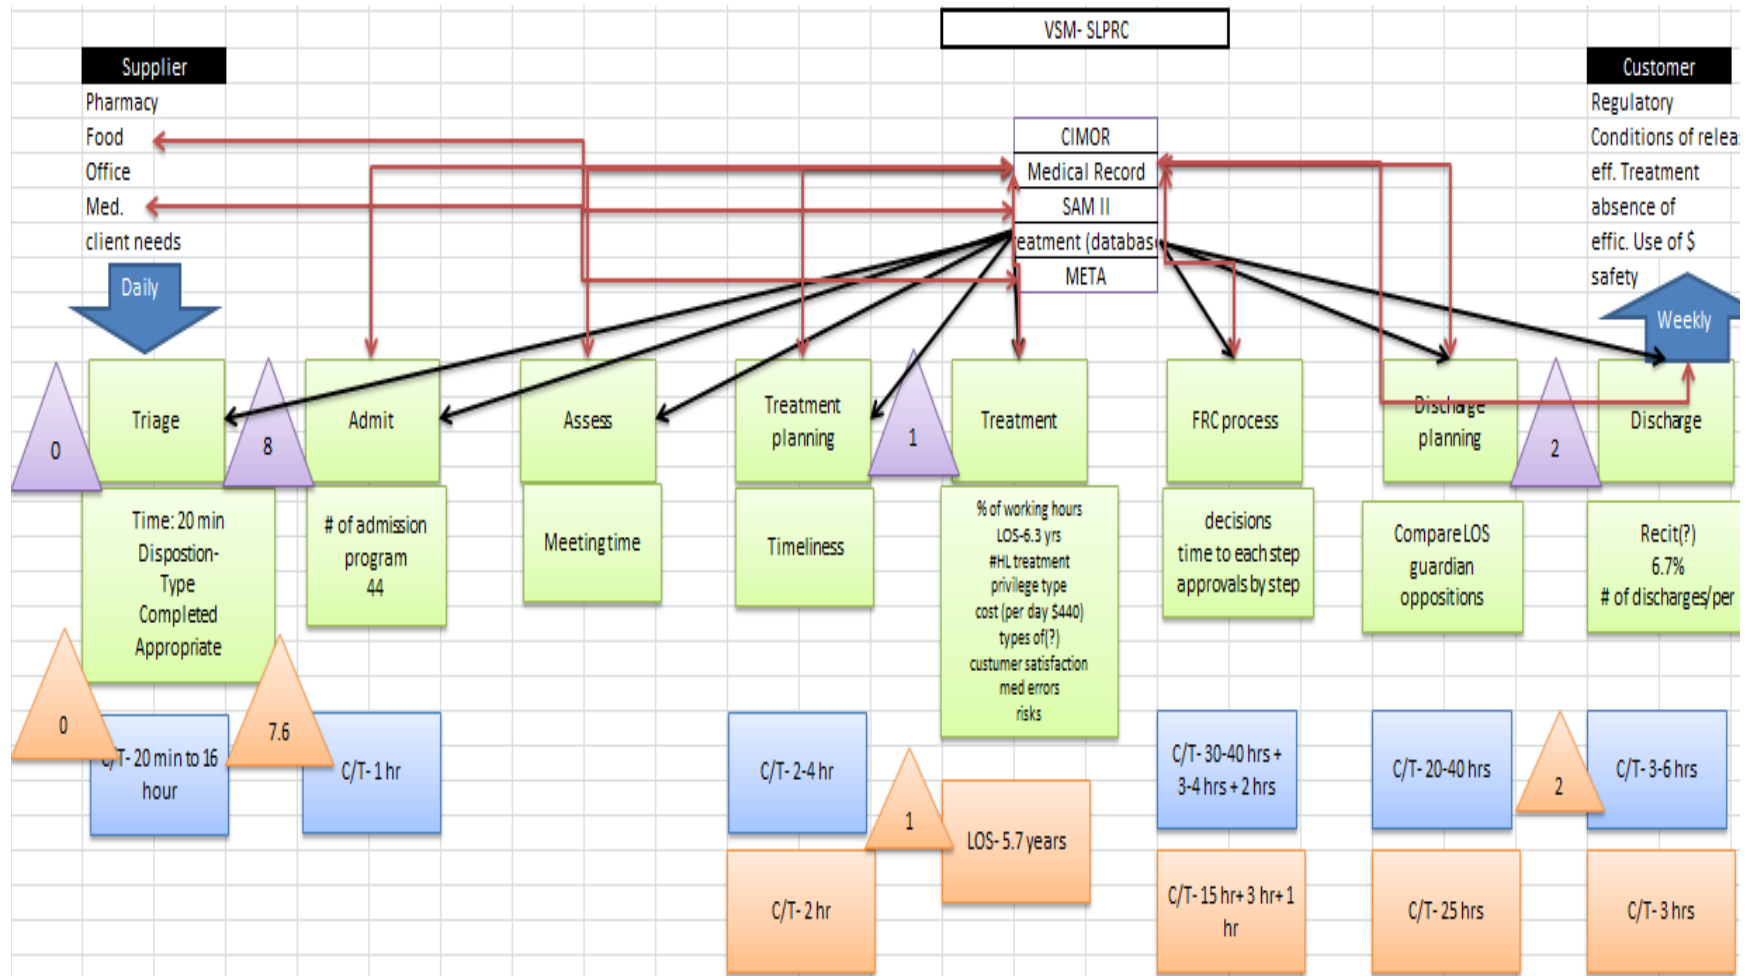 VSM- SLPRC
Supplier
Pharmacy
Food
Office
Med.
client needs
Daily
CIMOR
Medical Record
SAM II
reatment (database
META
Customer
Regulatory
Conditions of relea
eff. Treatment
absence of
effic. Use of $
safety
Weekly
0
Triage
8
Admit
Assess
Treatment
planning
1
Treatment
FRC process
Discharge
planning
2
Discharge
Time: 20 min
Dispostion-
Type
Completed
Appropriate
# of admission
program
44
Meeting time
Timeliness
% of working hours
LOS-6.3 yrs
#HL treatment
privilege type
cost (per day $440)
types of(?)
custumer satisfaction
med errors
risks
decisions
time to each step
approvals by step
Compare LOS
guardian
oppositions
Recit(?)
6.7%
# of discharges/per
0
C/T- 20 min to 16
hour
7.6
C/T- 1 hr
C/T- 2-4 hr
1
LOS- 5.7 years
C/T- 30-40 hrs +
3-4 hrs + 2 hrs
C/T- 20-40 hrs
2
C/T- 3-6 hrs
C/T- 2 hr
C/T- 15 hr+ 3 hr+ 1
hr
C/T- 25 hrs
C/T- 3 hrs